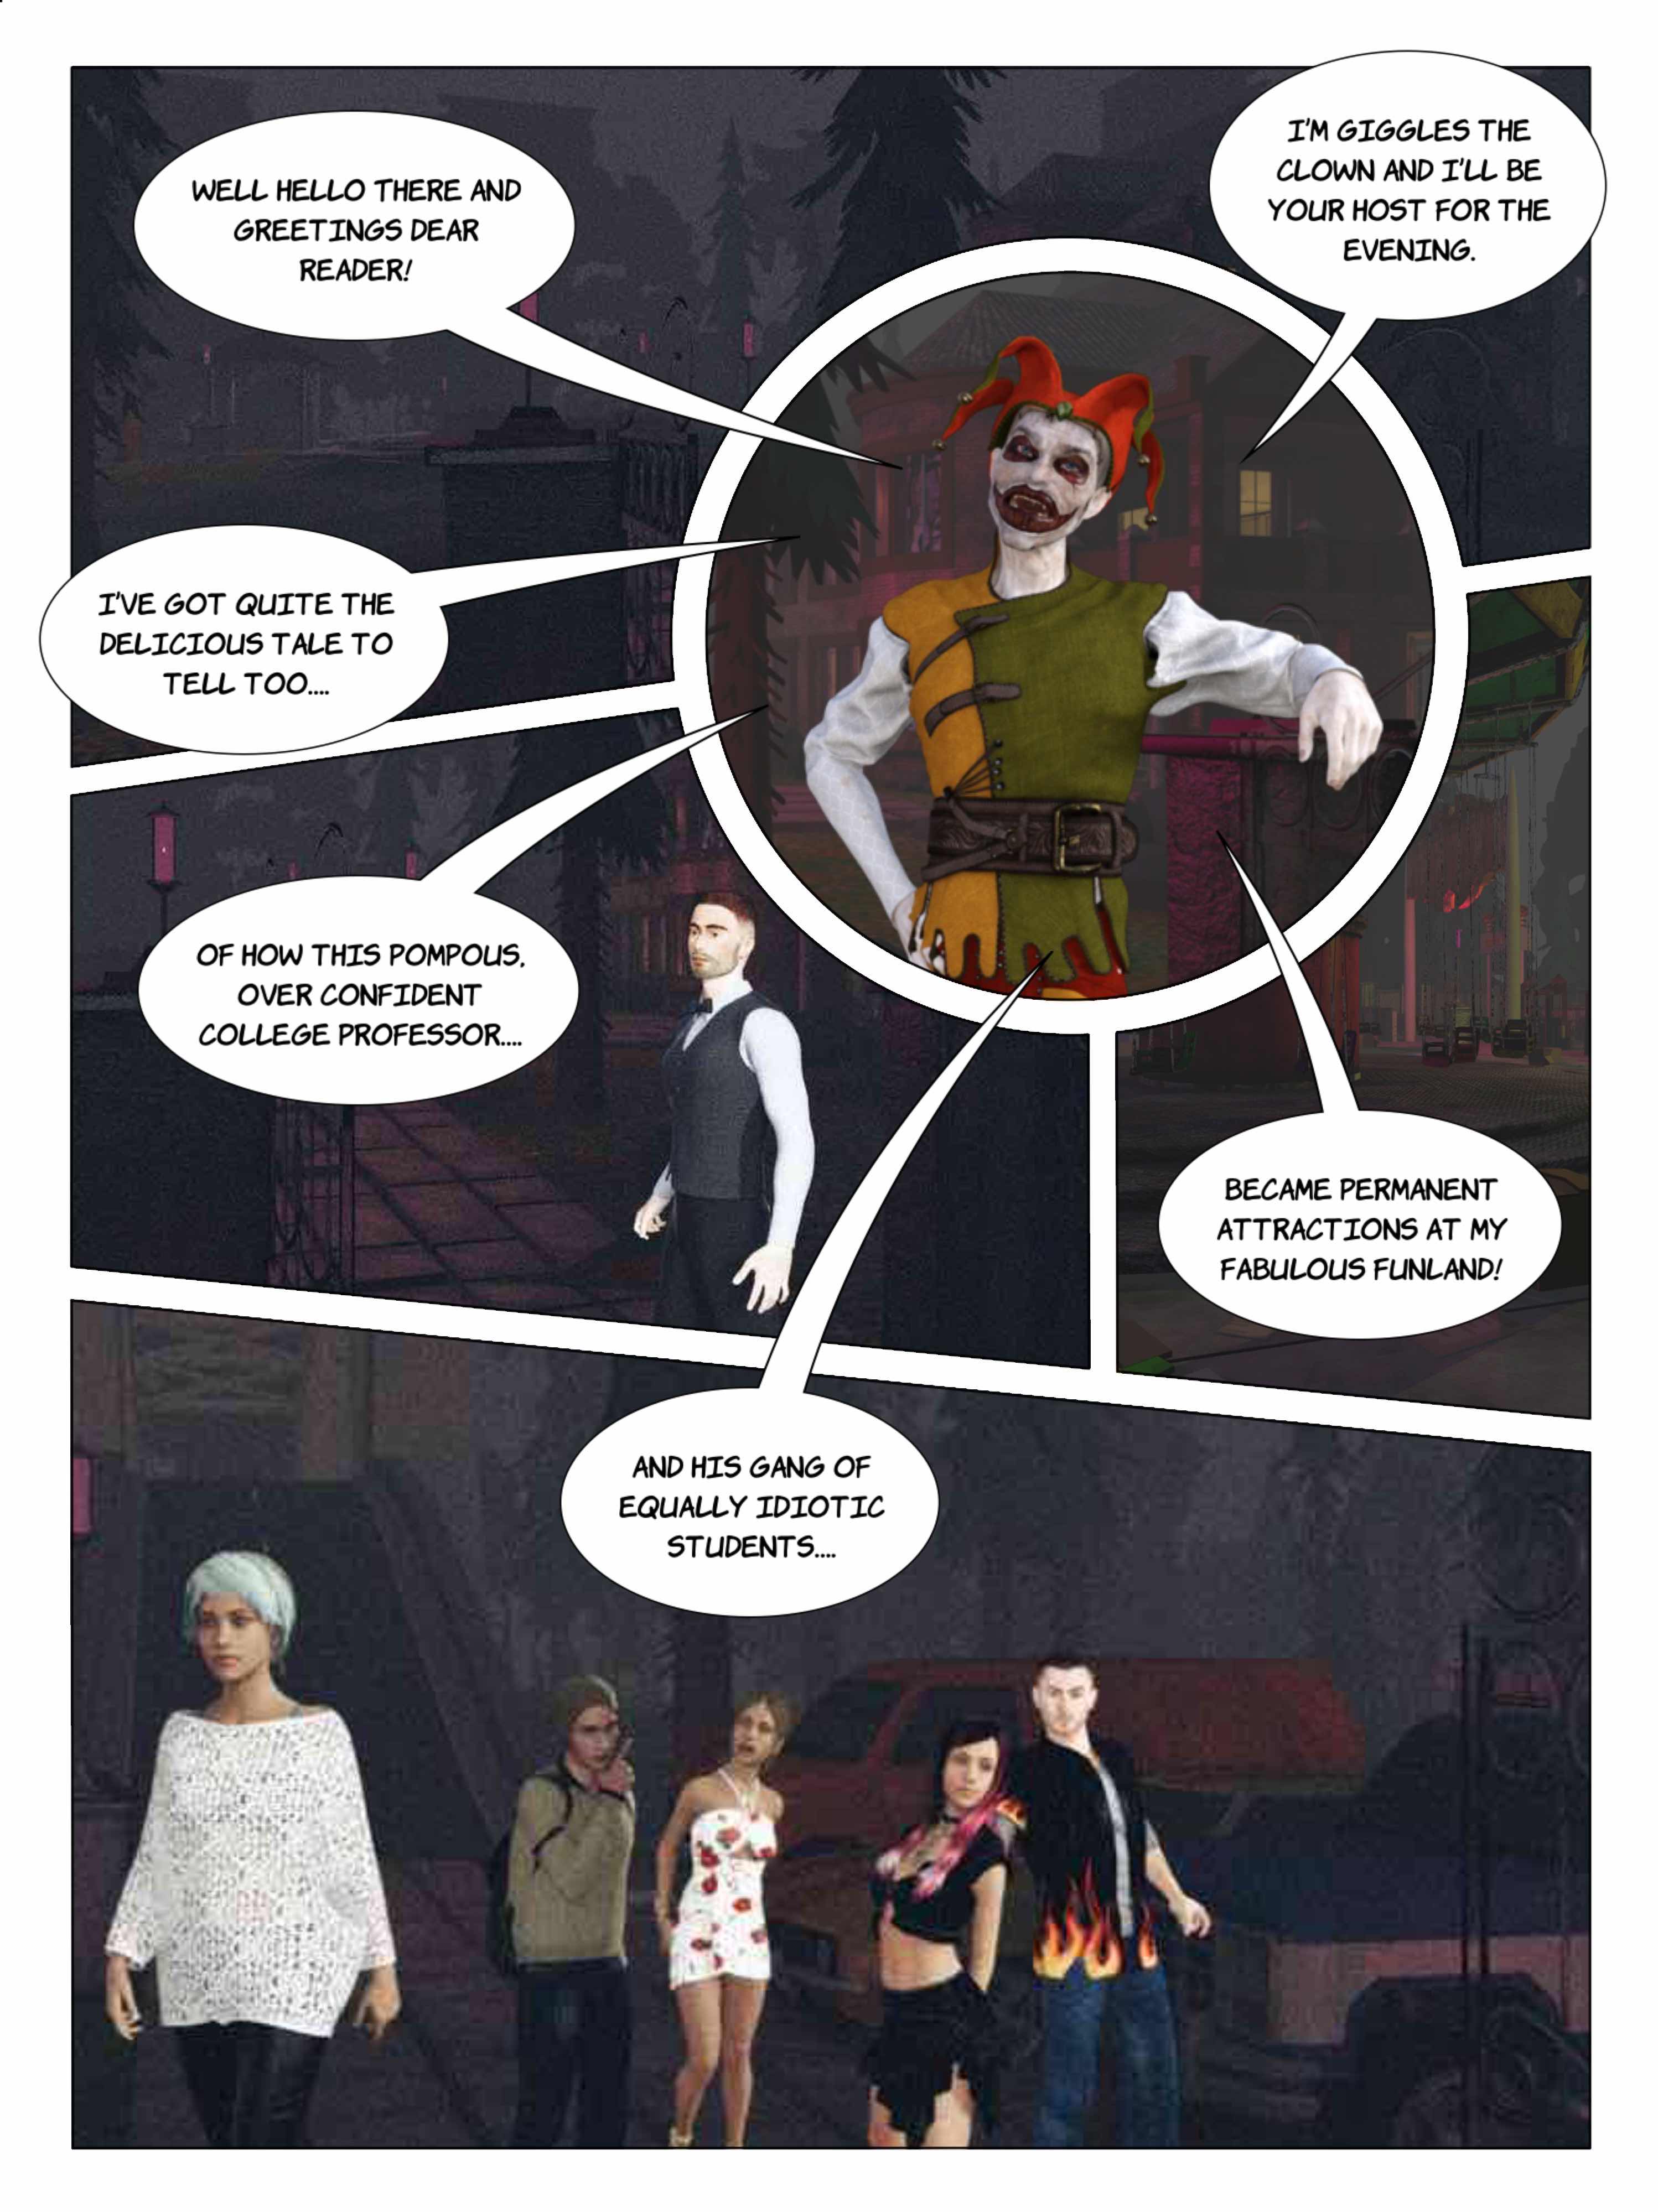 WELL HELLO THERE AND
GREETINGS DEAR
READER!
I'M GIGGLES THE
CLOWN AND I'LL BE
YOUR HOST FOR THE
EVENING.
I'VE GOT QUITE THE
DELICIOUS TALE TO
TELL TOO....
OF HOW THIS POMPOUS,
OVER CONFIDENT
COLLEGE PROFESSOR....
AND HIS GANG OF
EQUALLY IDIOTIC
STUDENTS....
BECAME PERMANENT
ATTRACTIONS AT MY
FABULOUS FUNLAND!